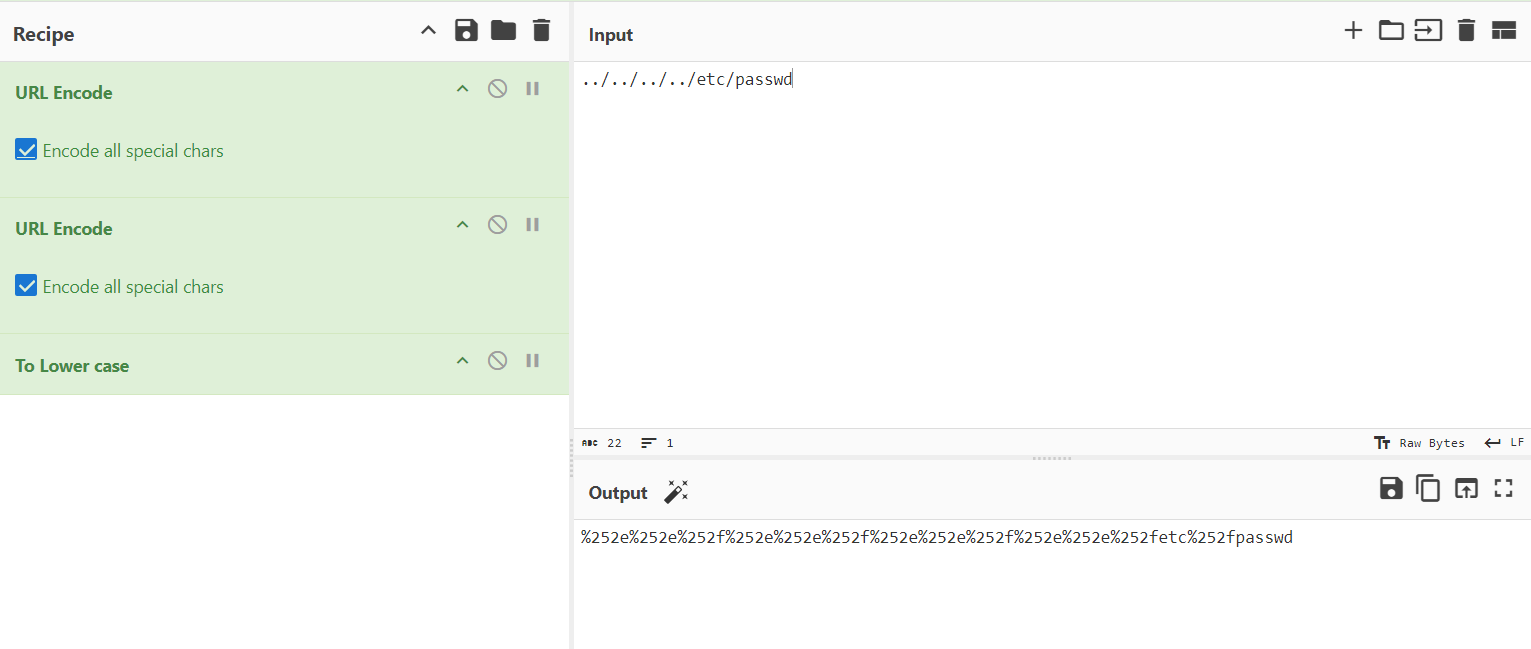 Recipe
Input
URL Encode
Encode all special chars
URL Encode
Encode all special chars
To Lower case
../../../../etc/passwd
ABC 22 1
Tт Raw Bytes LF
Output
%252e%252e%252f%252e%252e%252f%252e%252e%252f%252e%252e%252fetc%252fpasswd